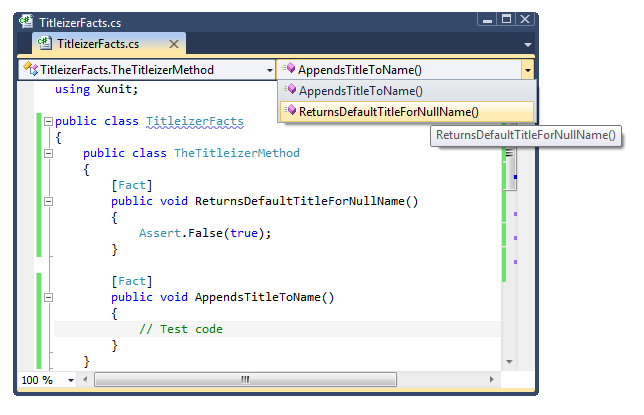 TitleizerFacts.cs
TitleizerFacts.cs
TitleizerFacts.TheTitleizerMethod
AppendsTitleToName()
AppendsTitleToName()
ReturnsDefaultTitleForNullName()
ReturnsDefaultTitleForNullName()
using Xunit;
public class TitleizerFacts
{
public class TheTitleizerMethod
{
[Fact]
public void ReturnsDefaultTitleForNullName()
{
Assert.False(true);
}
[Fact]
public void AppendsTitleToName()
{
// Test code
}
}
100 %